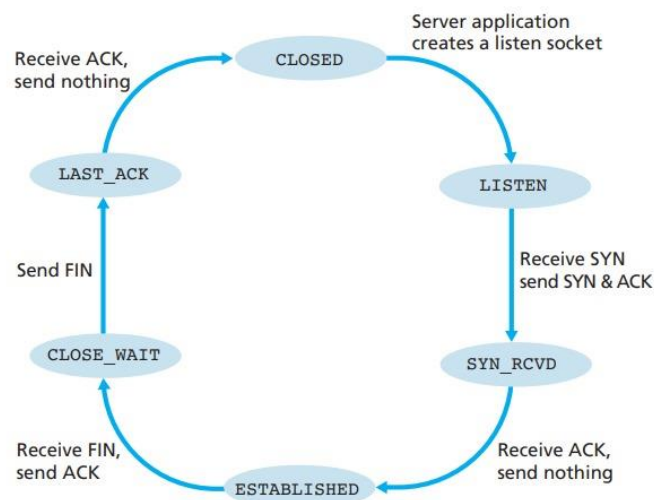 Server application
creates a listen socket
Receive ACK,
send nothing
CLOSED
LAST_ACK
LISTEN
Receive SYN
send SYN & ACK
Send FIN
CLOSE_WAIT
SYN_RCVD
Receive FIN,
send ACK
Receive ACK,
send nothing
ESTABLISHED